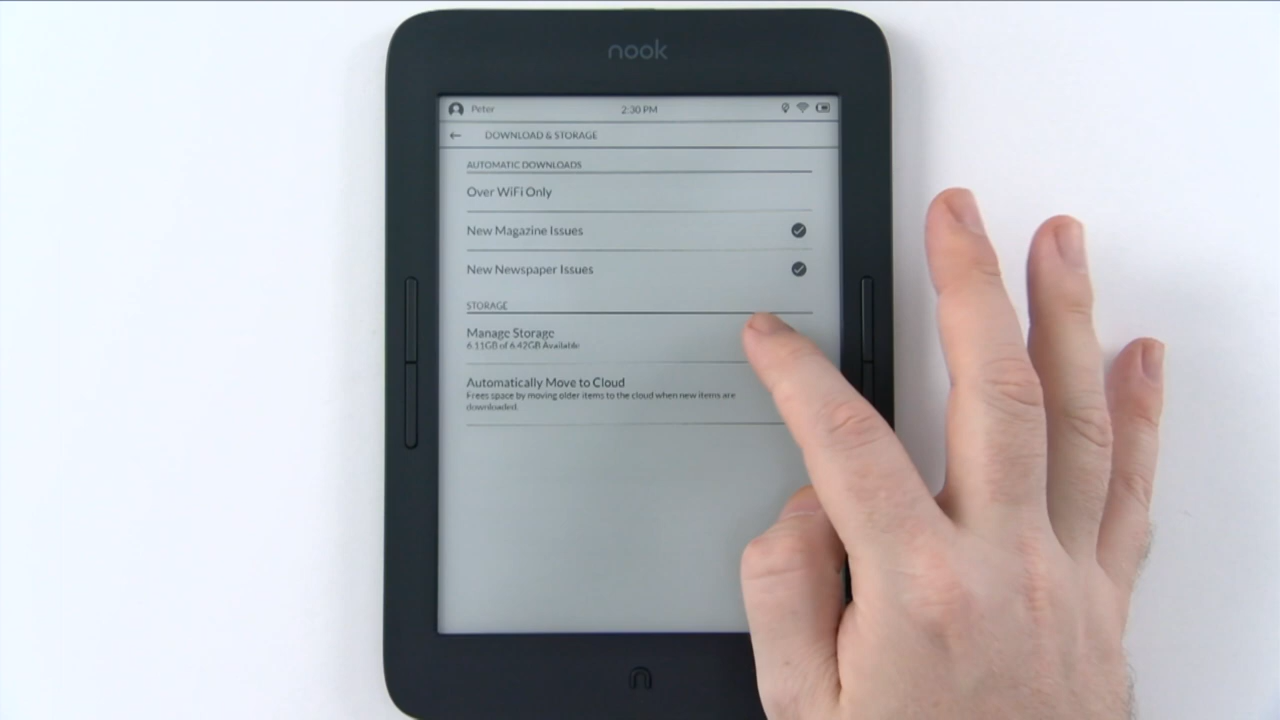 nook
Peter
2:30 PM
DOWNLOAD & STORAGE
AUTOMATIC DOWNLOADS
Over WiFi Only
New Magazine Issues
New Newspaper Issues
STORAGE
Manage Storage
6.11GB of 6.42GB Available
Automatically Move to Cloud
Frees space by moving older items to the cloud when new items are
downloaded.